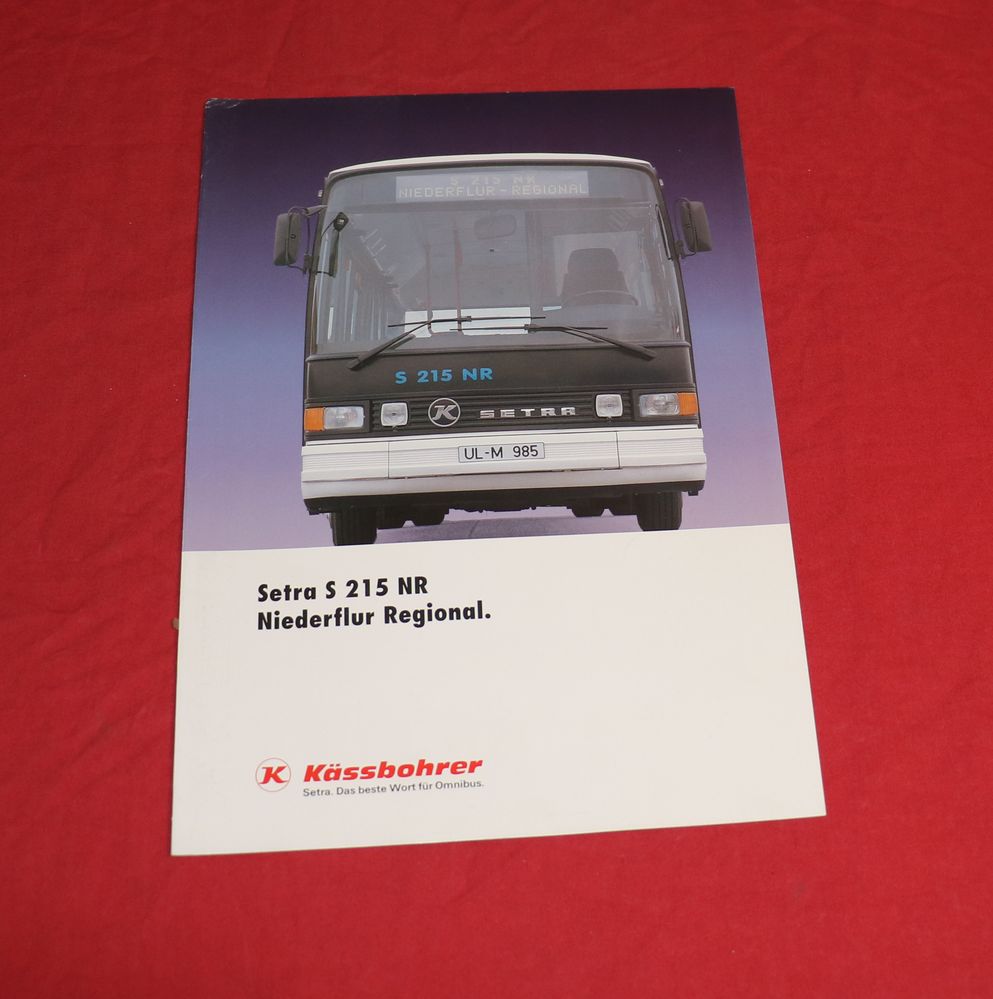 S 215 NR
NIEDERFLUR - REGIONAL
S 215 NR
K SETRA
UL-M 985
Setra S 215 NR
Niederflur Regional.
K Kässbohrer
Setra. Das beste Wort für Omnibus.